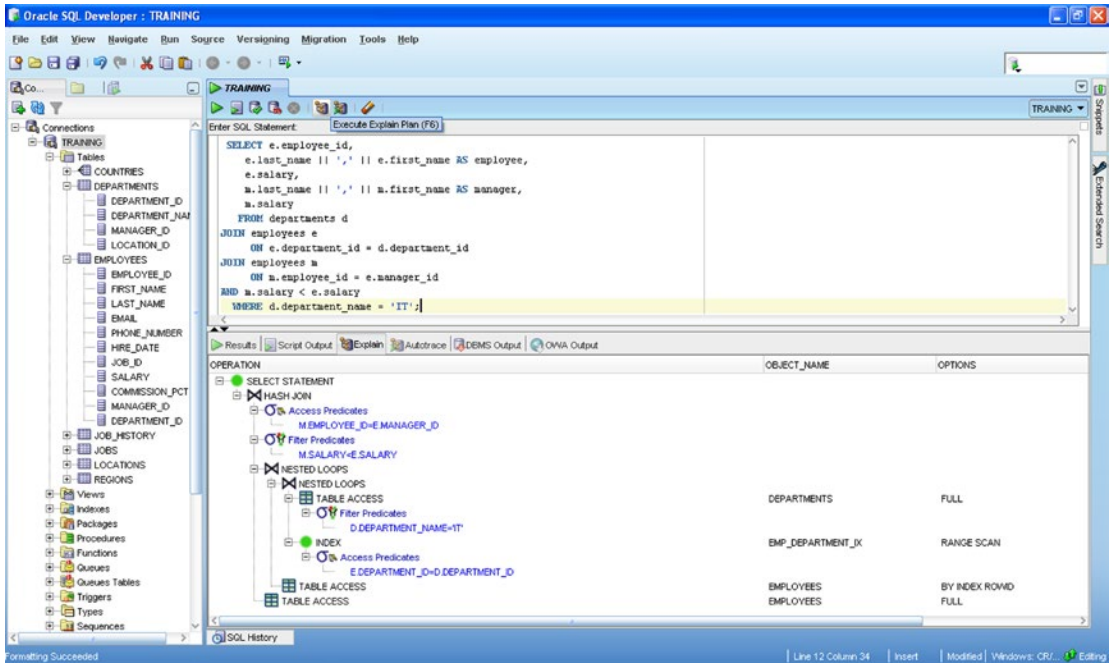 Oracle SQL Developer : TRAINING
File Edit View Navigate Run Source Versioning Migration Tools Help
Co...
TRAINING
TRAINING
Execute Explain Plan (F6)
Enter SQL Statement:
Connections
TRAINING
Tables
COUNTRIES
DEPARTMENTS
DEPARTMENT_ID
DEPARTMENT_NAM
MANAGER_ID
LOCATION_ID
EMPLOYEES
EMPLOYEE_ID
FIRST_NAME
LAST_NAME
EMAIL
PHONE_NUMBER
HIRE_DATE
JOB_ID
SALARY
COMMISSION_PCT
MANAGER_ID
DEPARTMENT_ID
JOB_HISTORY
JOBS
LOCATIONS
REGIONS
Views
Indexes
Packages
Procedures
Functions
Queues
Queues Tables
Triggers
Types
Sequences
SELECT e.employee_id,
e.last_name || ',' || e.first_name AS employee,
e.salary,
m.last_name || ',' || m.first_name AS manager,
m.salary
FROM departments d
JOIN employees e
ON e.department_id = d.department_id
JOIN employees m
ON m.employee_id = e.manager_id
AND m.salary < e.salary
WHERE d.department_name = 'IT';
Results Script Output Explain Autotrace DBMS Output OWA Output
OPERATION OBJECT_NAME OPTIONS
SELECT STATEMENT
HASH JOIN
Access Predicates
M.EMPLOYEE_ID=E.MANAGER_ID
Filter Predicates
M.SALARY<E.SALARY
NESTED LOOPS
NESTED LOOPS
TABLE ACCESS DEPARTMENTS FULL
Filter Predicates
D.DEPARTMENT_NAME='IT'
INDEX EMP_DEPARTMENT_IX RANGE SCAN
Access Predicates
E.DEPARTMENT_ID=D.DEPARTMENT_ID
TABLE ACCESS EMPLOYEES BY INDEX ROWID
TABLE ACCESS EMPLOYEES FULL
SQL History
Snippets
Extended Search
Formatting Succeeded
Line 12 Column 34 Insert Modified Windows: CR/... Editing